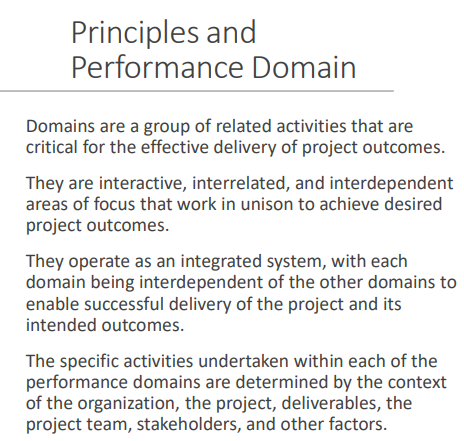 Principles and
Performance Domain
Domains are a group of related activities that are
critical for the effective delivery of project outcomes.
They are interactive, interrelated, and interdependent
areas of focus that work in unison to achieve desired
project outcomes.
They operate as an integrated system, with each
domain being interdependent of the other domains to
enable successful delivery of the project and its
intended outcomes.
The specific activities undertaken within each of the
performance domains are determined by the context
of the organization, the project, deliverables, the
project team, stakeholders, and other factors.